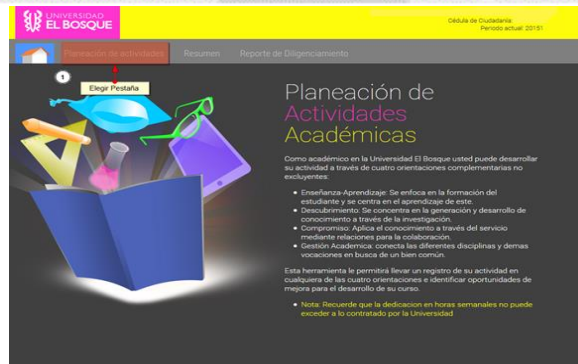 UNIVERSIDAD
EL BOSQUE
Cédula de Ciudadanía:
Periodo actual: 20151
Planeación de actividades Resumen Reporte de Diligenciamiento
1
Elegir Pestaña
Planeación de
Actividades
Académicas
Como académico en la Universidad El Bosque usted puede desarrollar
su actividad a través de cuatro orientaciones complementarias no
excluyentes:
• Enseñanza-Aprendizaje: Se enfoca en la formación del
estudiante y se centra en el aprendizaje de este.
• Descubrimiento: Se concentra en la generación y desarrollo de
conocimiento a través de la investigación.
• Compromiso: Aplica el conocimiento a través del servicio
mediante relaciones para la colaboración.
• Gestión Academica: conecta las diferentes disciplinas y demas
vocaciones en busca de un bien común.
Esta herramienta le permitirá llevar un registro de su actividad en
cualquiera de las cuatro orientaciones e identificar oportunidades de
mejora para el desarrollo de su curso.
• Nota: Recuerde que la dedicacion en horas semanales no puede
exceder a lo contratado por la Universidad